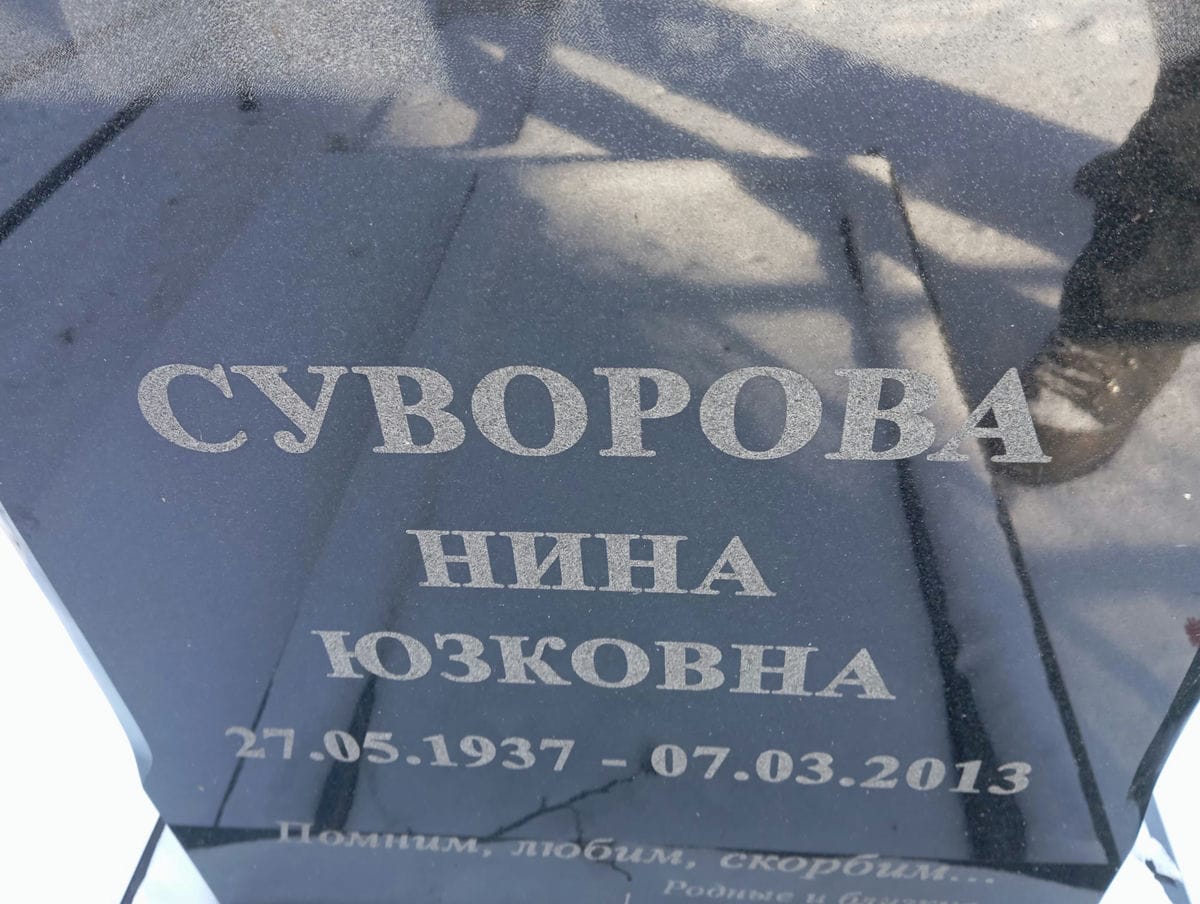 СУВОРОВА
НИНА
ЮЗКОВНА
27.05.1937 – 07.03.2013
Помним, любим, скорбим...
Родные и